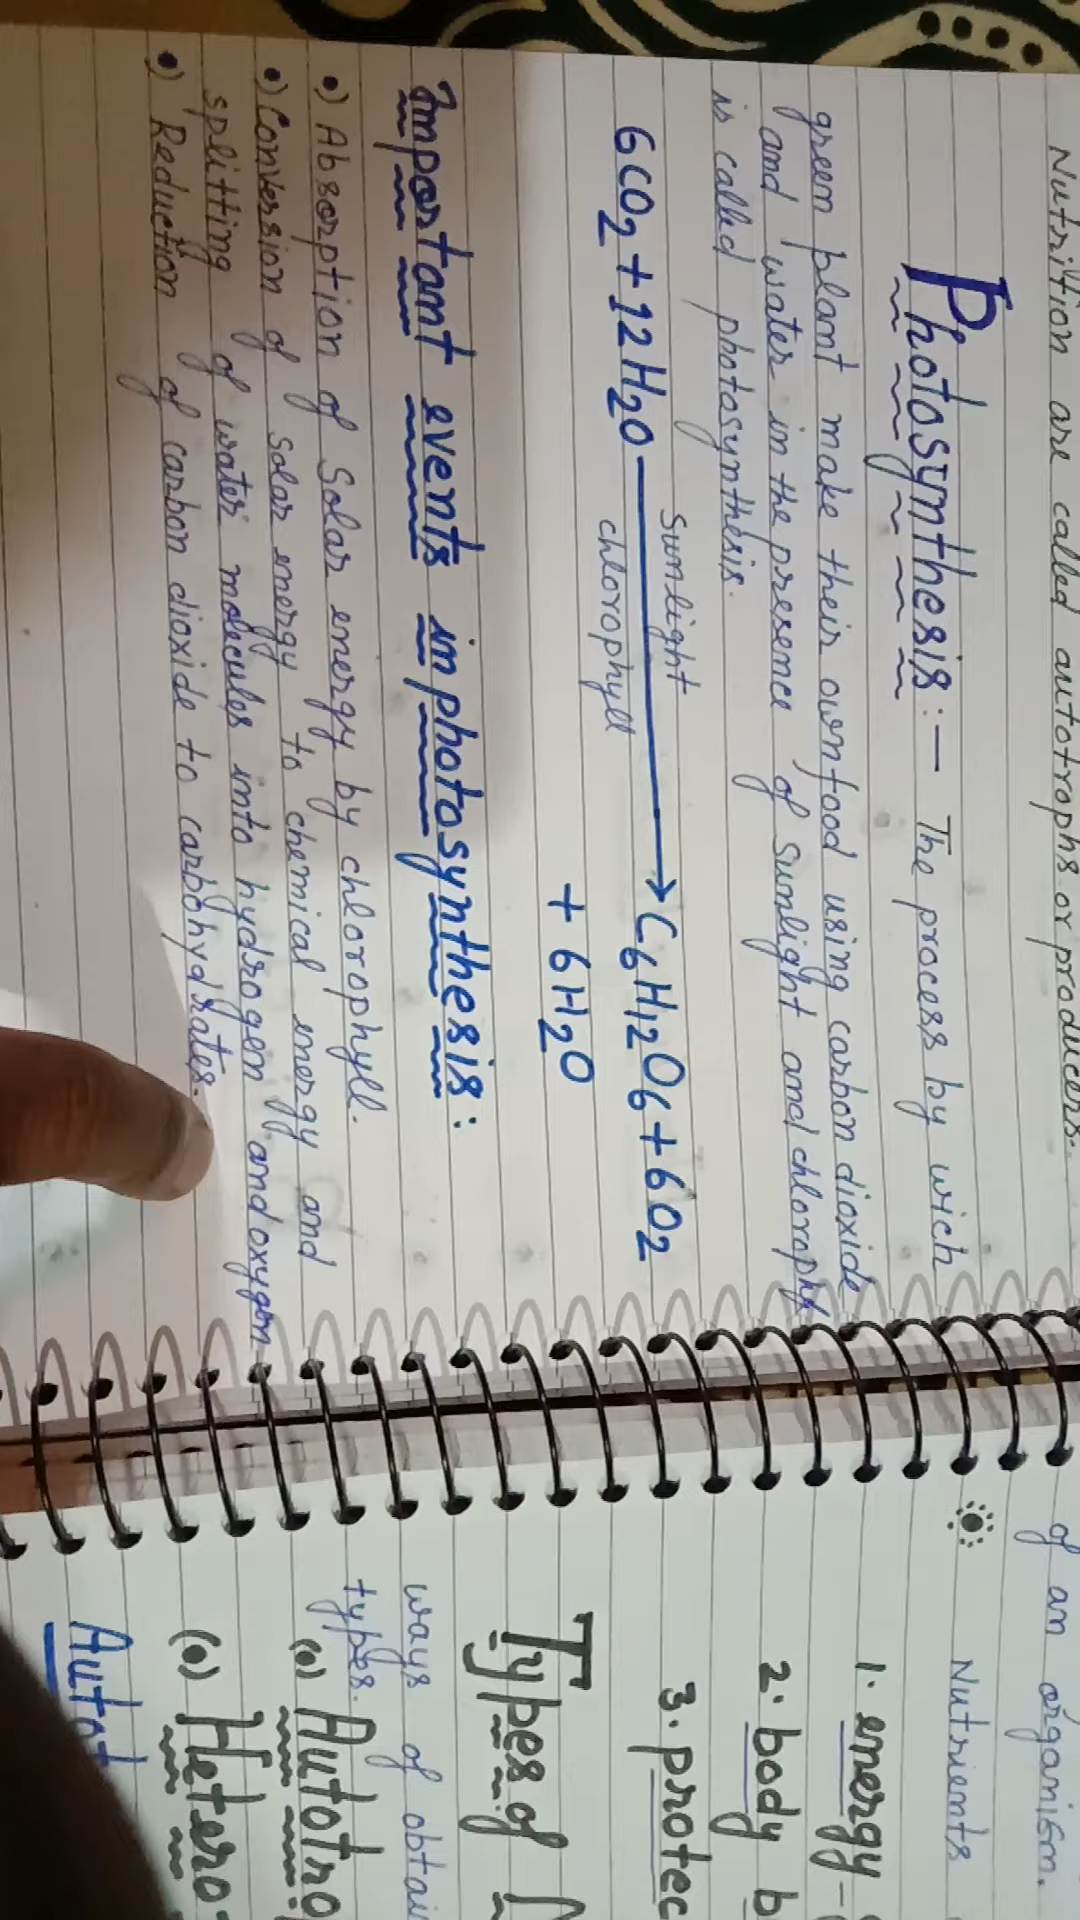 Nutrition are called autotrophs or producers.
Photosynthesis:— The process by wich
green plant make their own food using carbon dioxide
and water in the presence of sunlight and chlorophyll
is called photosynthesis.
Sunlight
6CO2 + 12H2O → C6H12O6 + 6O2
chlorophyll
+ 6H2O
Important events in photosynthesis:
•) Absorption of Solar energy by chlorophyll.
•) Conversion of solar energy to chemical energy and
splitting of water molecules into hydrogen and oxygen
•) Reduction of carbon dioxide to carbohydrates.
of an organism.
Nutrients
1. energy
2. body b
3. protec
Types of
ways of obtai
types.
(•) Autotro
(•) Hetero
Autot